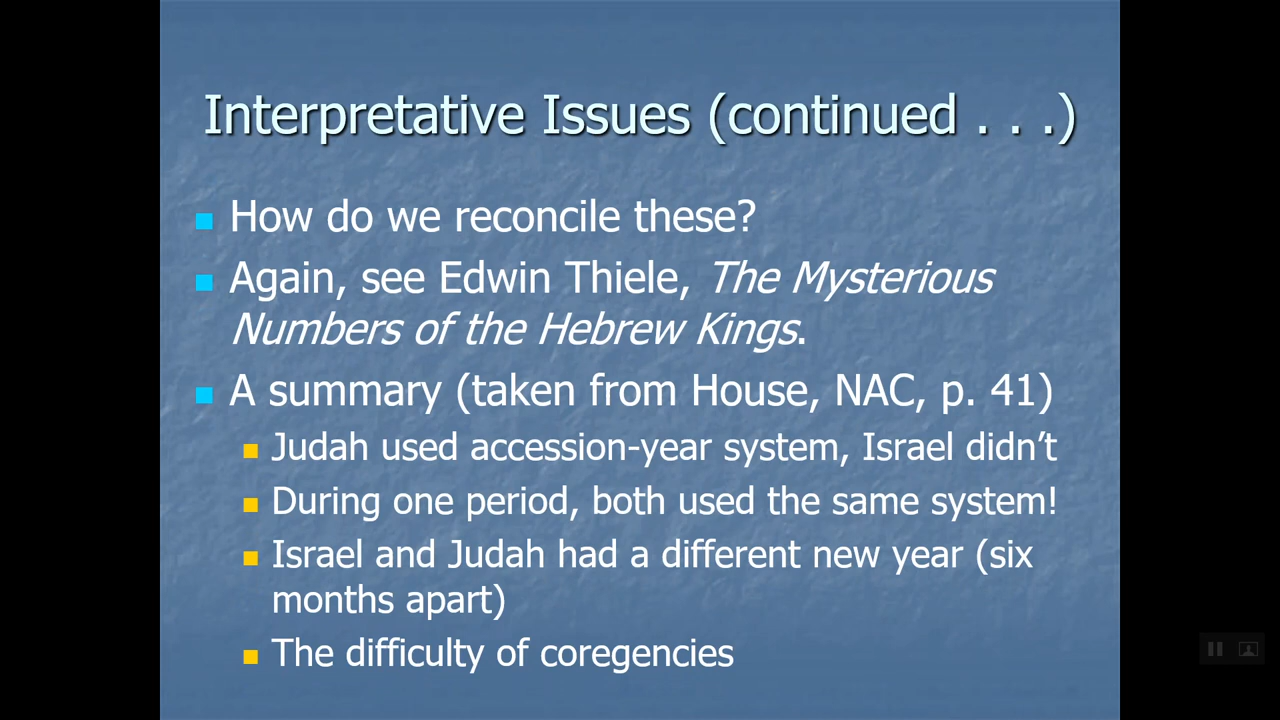 Interpretative Issues (continued . . .)
How do we reconcile these?
Again, see Edwin Thiele, The Mysterious
Numbers of the Hebrew Kings.
A summary (taken from House, NAC, p. 41)
Judah used accession-year system, Israel didn’t
During one period, both used the same system!
Israel and Judah had a different new year (six
months apart)
The difficulty of coregencies